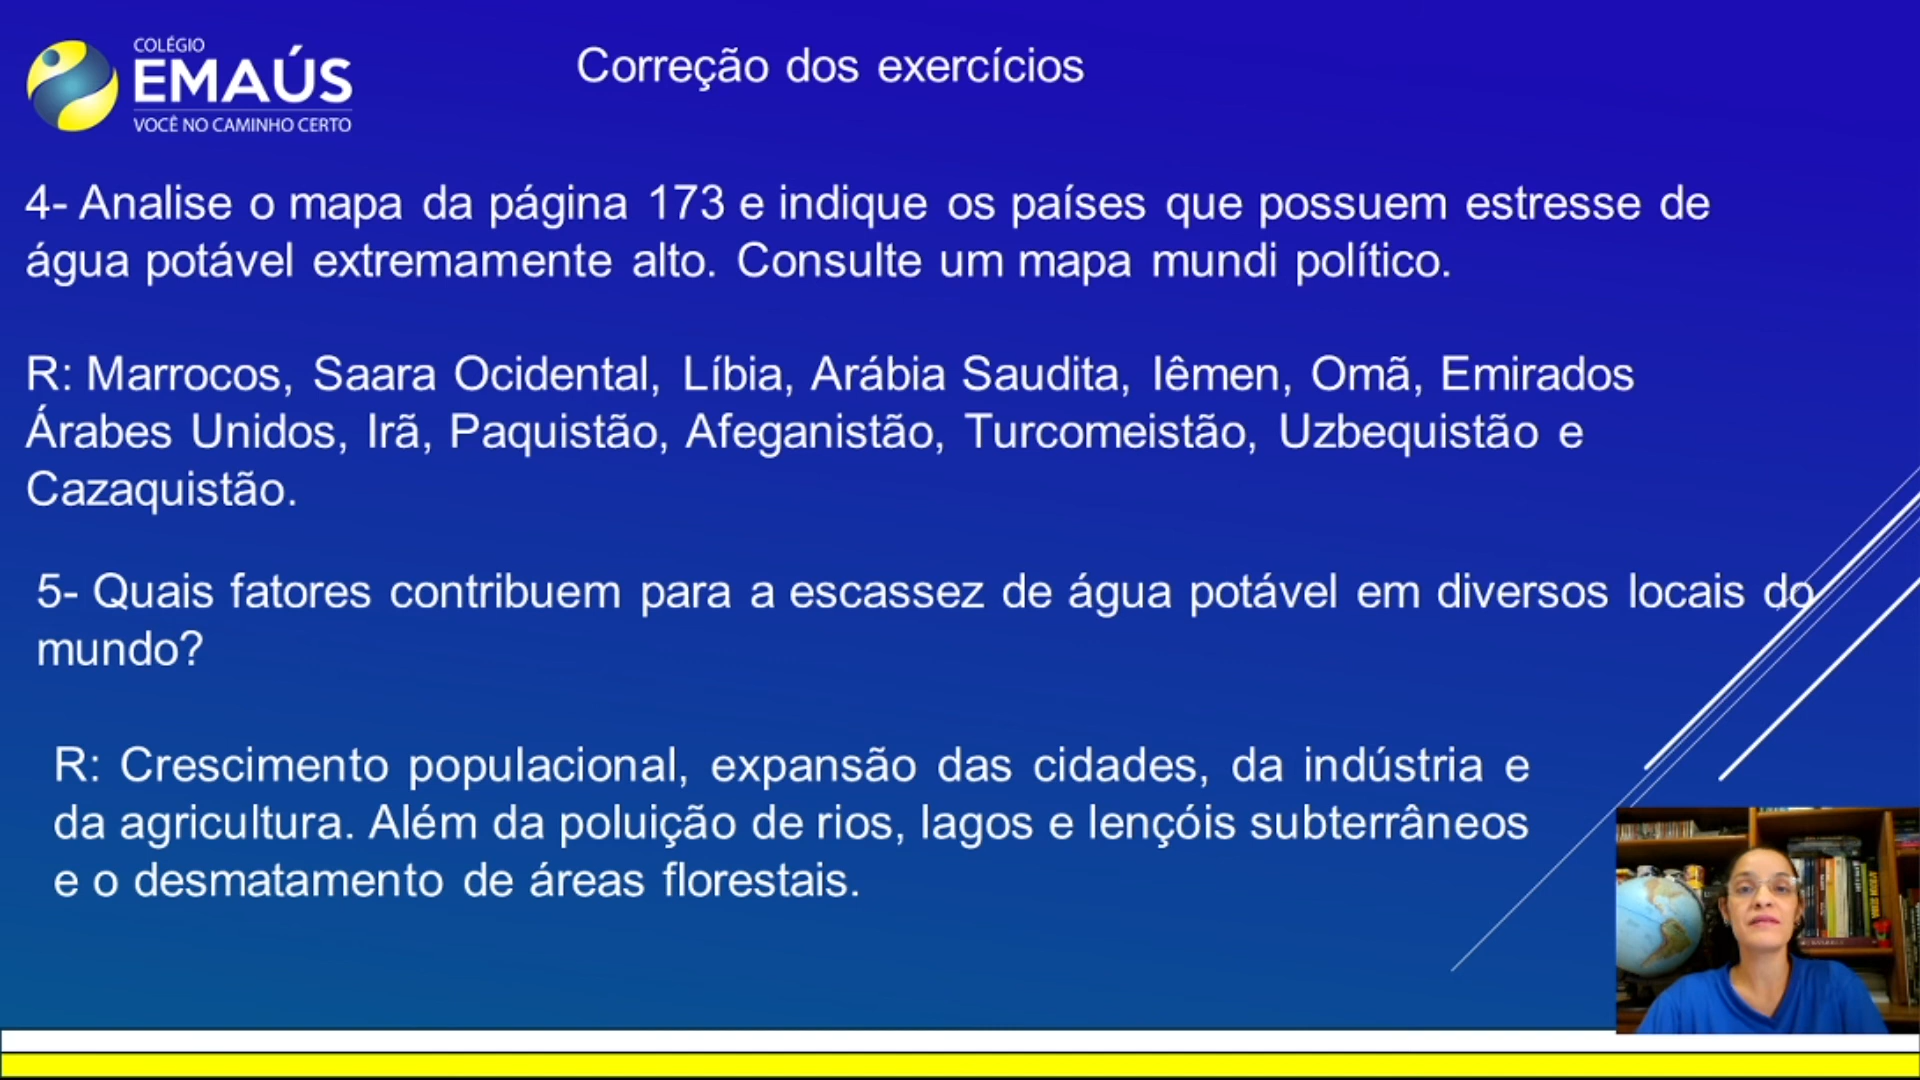 COLÉGIO
EMAÚS
VOCÊ NO CAMINHO CERTO
Correção dos exercícios
4- Analise o mapa da página 173 e indique os países que possuem estresse de
água potável extremamente alto. Consulte um mapa mundi político.
R: Marrocos, Saara Ocidental, Líbia, Arábia Saudita, Iêmen, Omã, Emirados
Árabes Unidos, Irã, Paquistão, Afeganistão, Turcomeistão, Uzbequistão e
Cazaquistão.
5- Quais fatores contribuem para a escassez de água potável em diversos locais do
mundo?
R: Crescimento populacional, expansão das cidades, da indústria e
da agricultura. Além da poluição de rios, lagos e lençóis subterrâneos
e o desmatamento de áreas florestais.